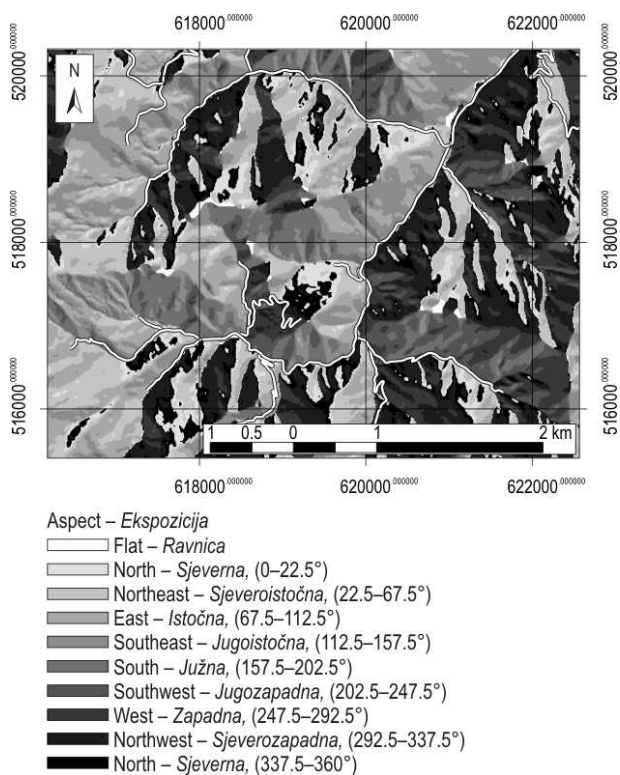 618000.000000 620000.000000 622000.000000
N
520000.000000 520000.000000
518000.000000 518000.000000
516000.000000 516000.000000
1 0.5 0 1 2 km
618000.000000 620000.000000 622000.000000
Aspect – Ekspozicija
Flat – Ravnica
North – Sjeverna, (0–22.5°)
Northeast – Sjeveroistočna, (22.5–67.5°)
East – Istočna, (67.5–112.5°)
Southeast – Jugoistočna, (112.5–157.5°)
South – Južna, (157.5–202.5°)
Southwest – Jugozapadna, (202.5–247.5°)
West – Zapadna, (247.5–292.5°)
Northwest – Sjeverozapadna, (292.5–337.5°)
North – Sjeverna, (337.5–360°)